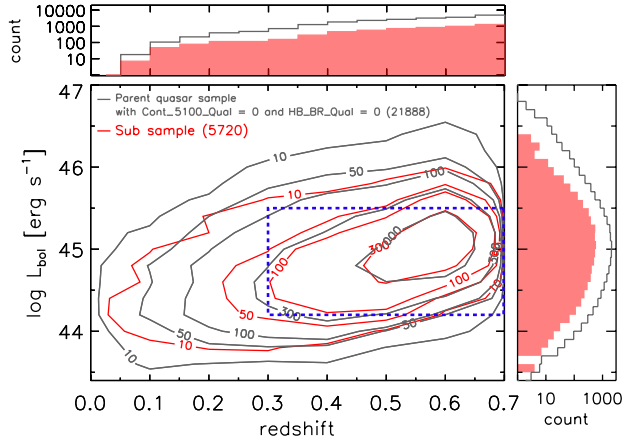 10000
1000
100
10
count
47
46
45
44
log L_bol [erg s⁻¹]
Parent quasar sample
with Cont_5100_Qual = 0 and HB_BR_Qual = 0 (21888)
Sub sample (5720)
10
50
100
10
50
100
300
100
50
10
300
100
50
10
0.0 0.1 0.2 0.3 0.4 0.5 0.6 0.7
redshift
10 1000
count